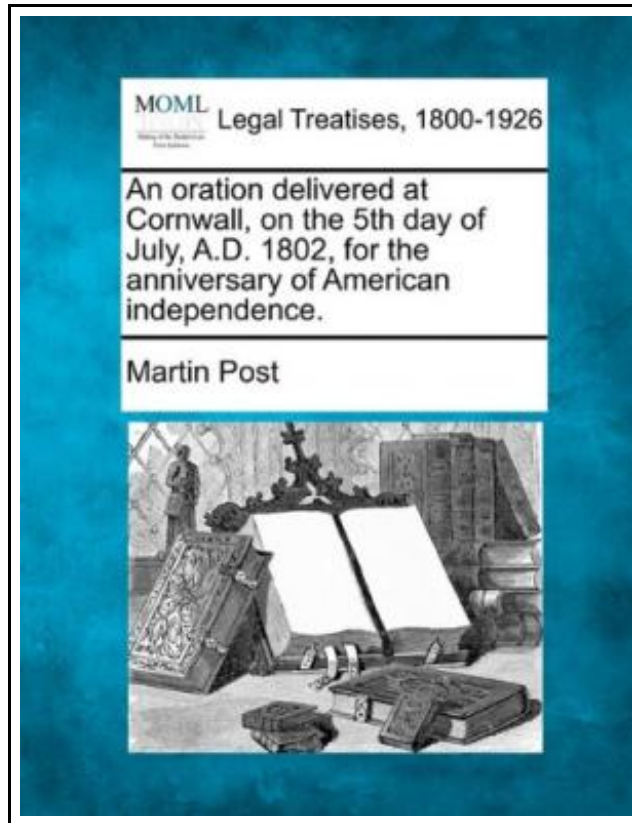 MOML
Legal Treatises, 1800-1926
An oration delivered at
Cornwall, on the 5th day of
July, A.D. 1802, for the
anniversary of American
independence.
Martin Post